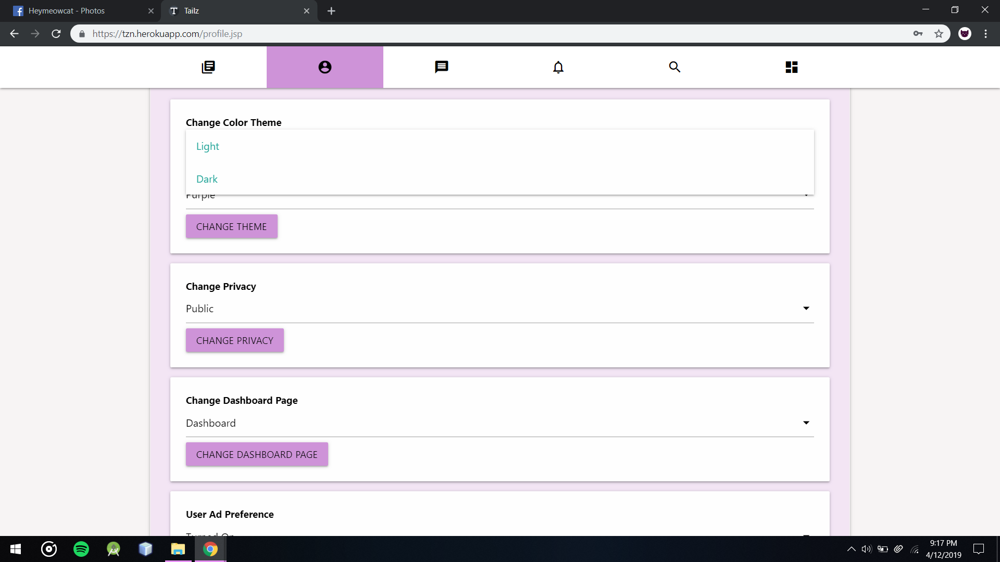 Heymeowcat - Photos
Tailz
https://tzn.herokuapp.com/profile.jsp
Change Color Theme
Light
Dark
Purple
CHANGE THEME
Change Privacy
Public
CHANGE PRIVACY
Change Dashboard Page
Dashboard
CHANGE DASHBOARD PAGE
User Ad Preference
Turned On
9:17 PM
4/12/2019